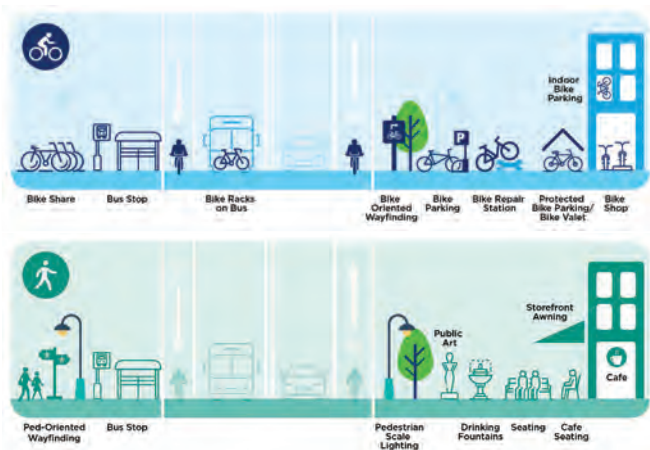 Indoor
Bike
Parking
P
Bike Share
Bus Stop
Bike Racks
on Bus
Bike
Oriented
Wayfinding
Bike
Parking
Bike Repair
Station
Protected
Bike Parking/
Bike Valet
Bike
Shop
Storefront
Awning
Public
Art
Cafe
Ped-Oriented
Wayfinding
Bus Stop
Pedestrian
Scale
Lighting
Drinking
Fountains
Seating
Cafe
Seating